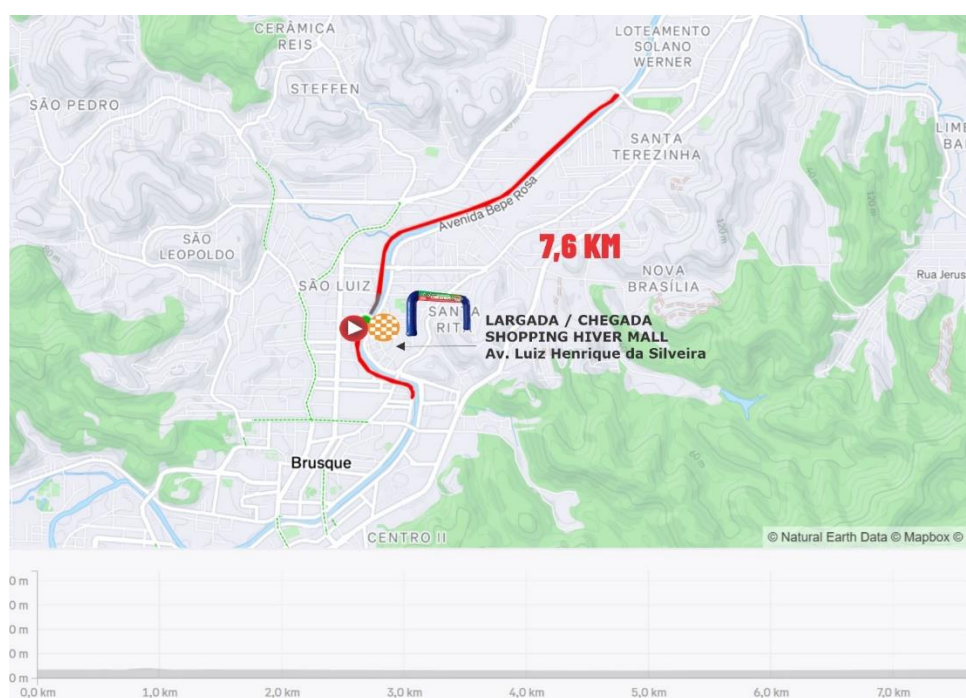 CERÂMICA
REIS
LOTEAMENTO
SOLANO
WERNER
STEFFEN
SÃO PEDRO
SANTA
TEREZINHA
Avenida Bepe Rosa
SÃO
LEOPOLDO
7,6 KM
NOVA
BRASÍLIA
Rua Jerus
SÃO LUIZ
LARGADA / CHEGADA
SHOPPING HIVER MALL
Av. Luiz Henrique da Silveira
Brusque
CENTRO II
120 m
© Natural Earth Data © Mapbox ©
0 m
0 m
0 m
0 m
0 m
0,0 km 1,0 km 2,0 km 3,0 km 4,0 km 5,0 km 6,0 km 7,0 km